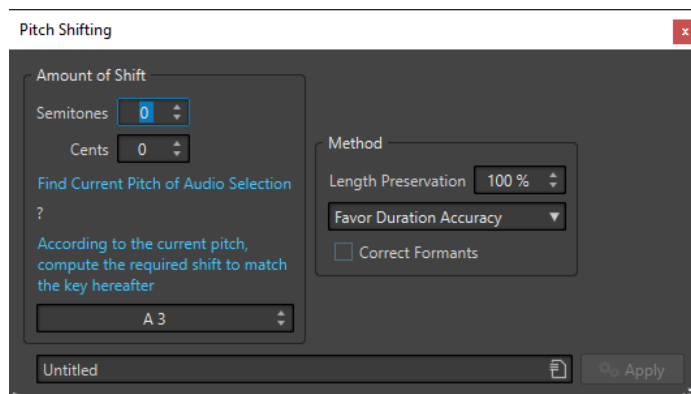 Pitch Shifting
x
Amount of Shift
Semitones 0
Cents 0
Find Current Pitch of Audio Selection
?
According to the current pitch,
compute the required shift to match
the key hereafter
A 3
Method
Length Preservation 100 %
Favor Duration Accuracy
Correct Formants
Untitled
Apply